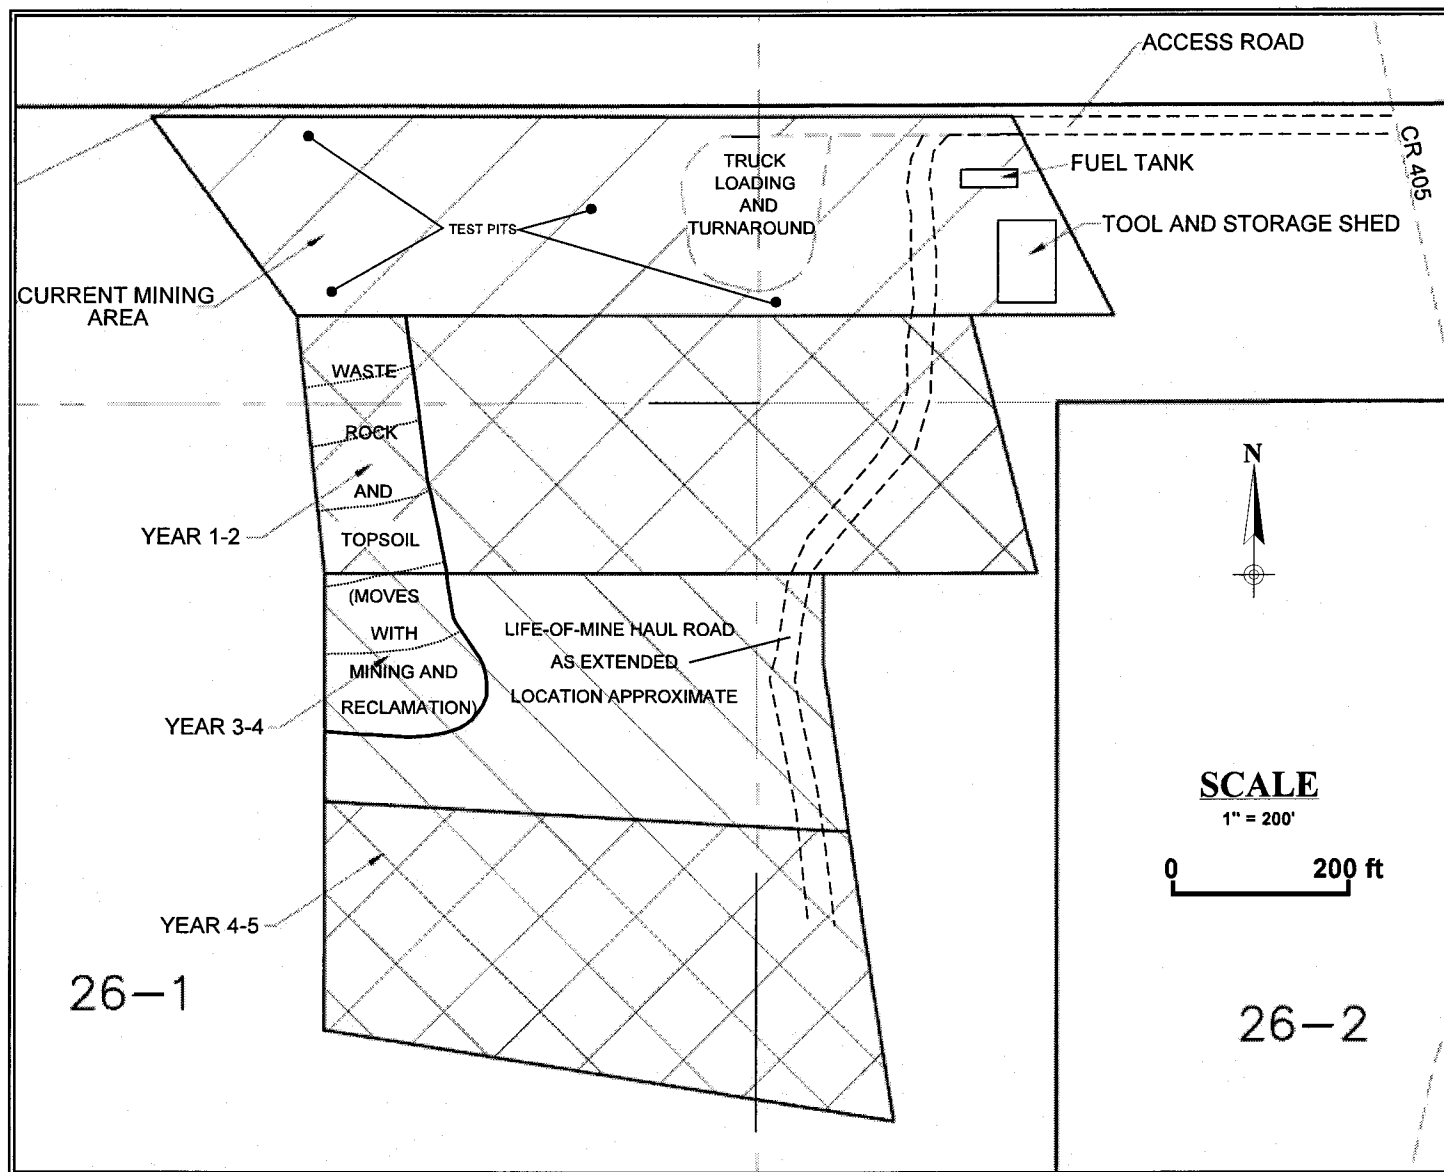 ACCESS ROAD
CR 405
TRUCK
LOADING
AND
TURNAROUND
FUEL TANK
TEST PITS
TOOL AND STORAGE SHED
CURRENT MINING
AREA
WASTE
ROCK
AND
TOPSOIL
(MOVES
WITH
MINING AND
RECLAMATION)
YEAR 1-2
N
LIFE-OF-MINE HAUL ROAD
AS EXTENDED
LOCATION APPROXIMATE
YEAR 3-4
SCALE
1" = 200'
0 200 ft
YEAR 4-5
26-1
26-2